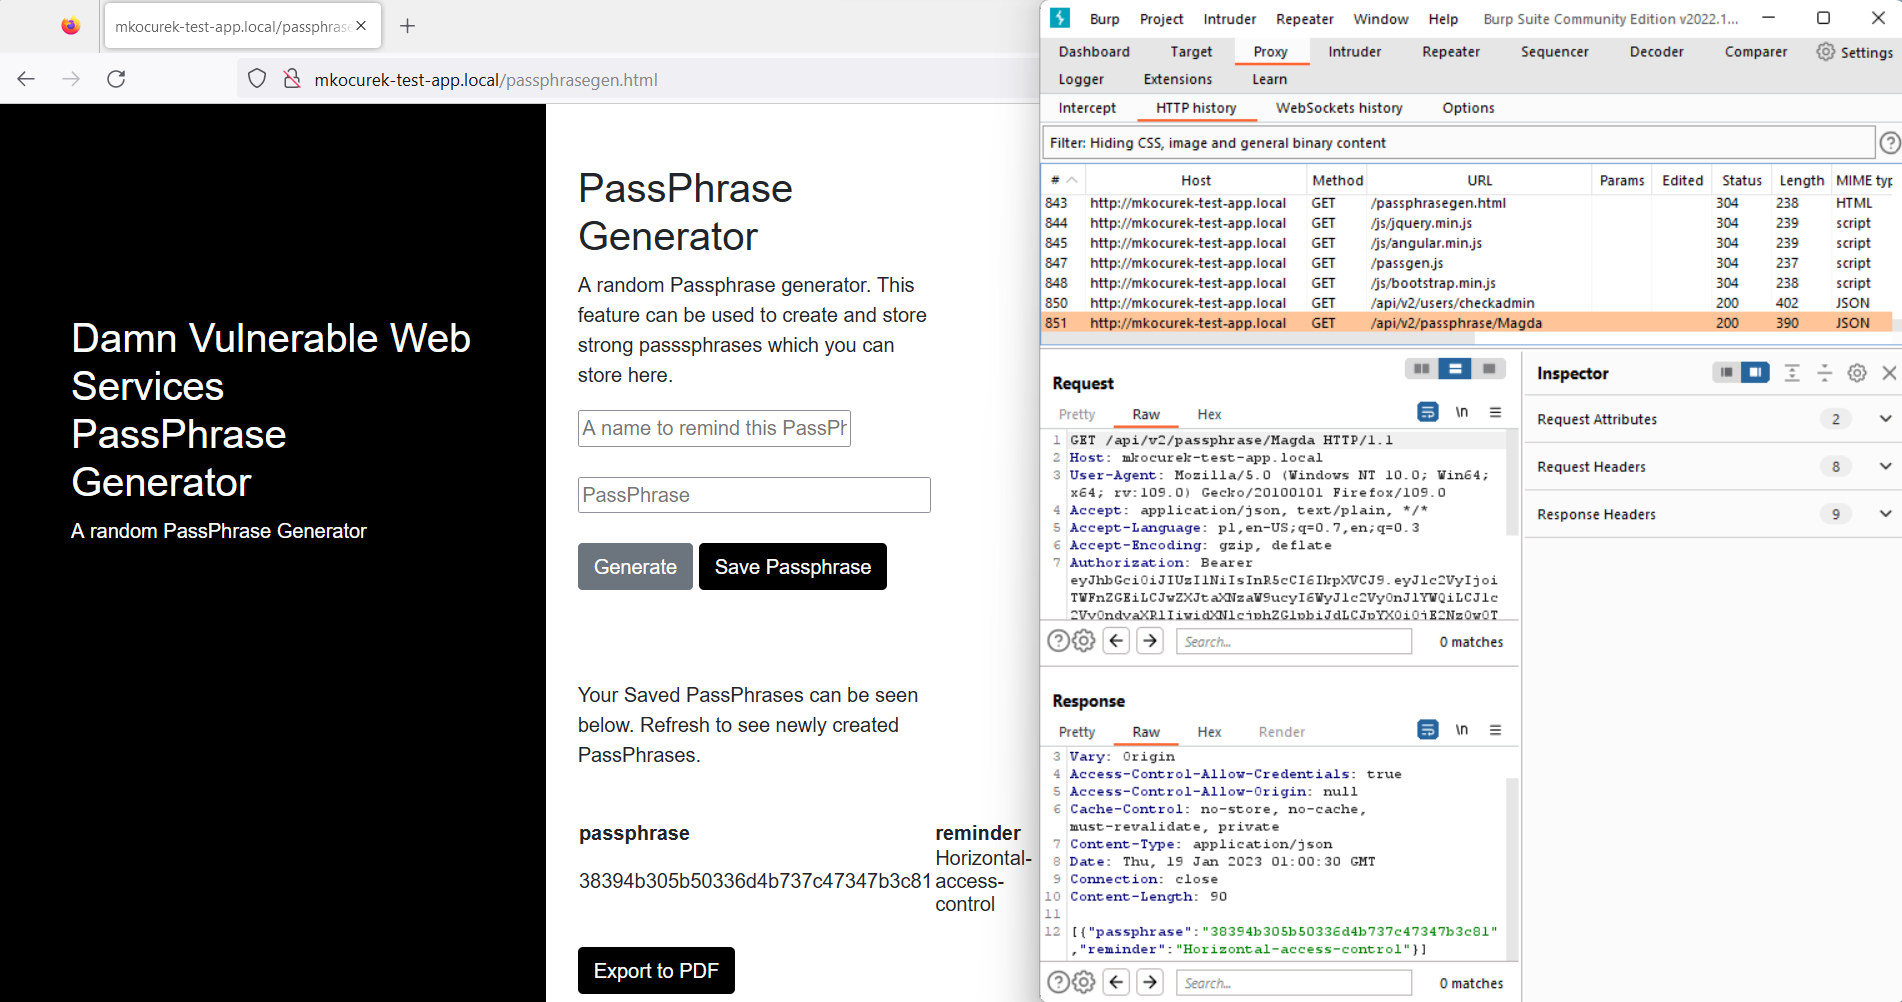 mkocurek-test-app.local/passphrase
mkocurek-test-app.local/passphrasegen.html
Damn Vulnerable Web
Services
PassPhrase
Generator
A random PassPhrase Generator
PassPhrase
Generator
A random Passphrase generator. This
feature can be used to create and store
strong passsphrases which you can
store here.
A name to remind this PassPh
PassPhrase
Generate Save Passphrase
Your Saved PassPhrases can be seen
below. Refresh to see newly created
PassPhrases.
passphrase reminder
38394b305b50336d4b737c47347b3c81 Horizontal-
access-
control
Export to PDF
Burp Project Intruder Repeater Window Help Burp Suite Community Edition v2022.1...
Dashboard Target Proxy Intruder Repeater Sequencer Decoder Comparer Settings
Logger Extensions Learn
Intercept HTTP history WebSockets history Options
Filter: Hiding CSS, image and general binary content ?
# Host Method URL Params Edited Status Length MIME typ
843 http://mkocurek-test-app.local GET /passphrasegen.html 304 238 HTML
844 http://mkocurek-test-app.local GET /js/jquery.min.js 304 239 script
845 http://mkocurek-test-app.local GET /js/angular.min.js 304 239 script
847 http://mkocurek-test-app.local GET /passgen.js 304 237 script
848 http://mkocurek-test-app.local GET /js/bootstrap.min.js 304 238 script
850 http://mkocurek-test-app.local GET /api/v2/users/checkadmin 200 402 JSON
851 http://mkocurek-test-app.local GET /api/v2/passphrase/Magda 200 390 JSON
Request
Pretty Raw Hex \n
1 GET /api/v2/passphrase/Magda HTTP/1.1
2 Host: mkocurek-test-app.local
3 User-Agent: Mozilla/5.0 (Windows NT 10.0; Win64;
x64; rv:109.0) Gecko/20100101 Firefox/109.0
4 Accept: application/json, text/plain, */*
5 Accept-Language: pl,en-US;q=0.7,en;q=0.3
6 Accept-Encoding: gzip, deflate
7 Authorization: Bearer
eyJhbGciOiJIUzI1NiIsInR5cCI6IkpXVCJ9.eyJ1c2VyIjoi
TWFnZGEiLCJwZXJtaXNzaW9ucyI6WyJ1c2VyOnJlYWQiLCJ1c
2VyOndyaXRlIiwidXNlcjphZG1pbiJdLCJpYXQiOjE2NzQwOT
? Search... 0 matches
Response
Pretty Raw Hex Render \n
3 Vary: Origin
4 Access-Control-Allow-Credentials: true
5 Access-Control-Allow-Origin: null
6 Cache-Control: no-store, no-cache,
must-revalidate, private
7 Content-Type: application/json
8 Date: Thu, 19 Jan 2023 01:00:30 GMT
9 Connection: close
10 Content-Length: 90
11
12 [{"passphrase":"38394b305b50336d4b737c47347b3c81"
,"reminder":"Horizontal-access-control"}]
? Search... 0 matches
Inspector
Request Attributes 2
Request Headers 8
Response Headers 9